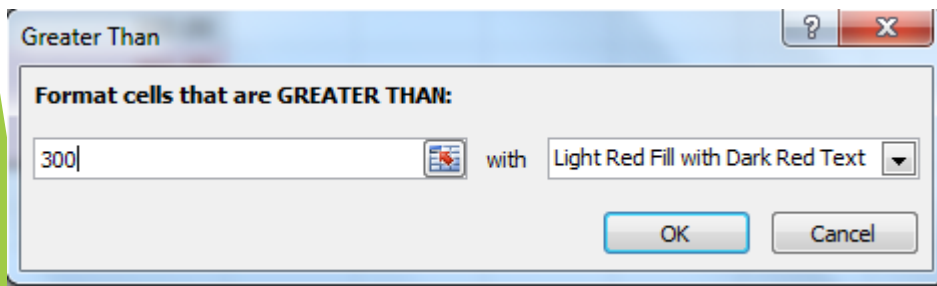 Greater Than
Format cells that are GREATER THAN:
300 with Light Red Fill with Dark Red Text
OK Cancel